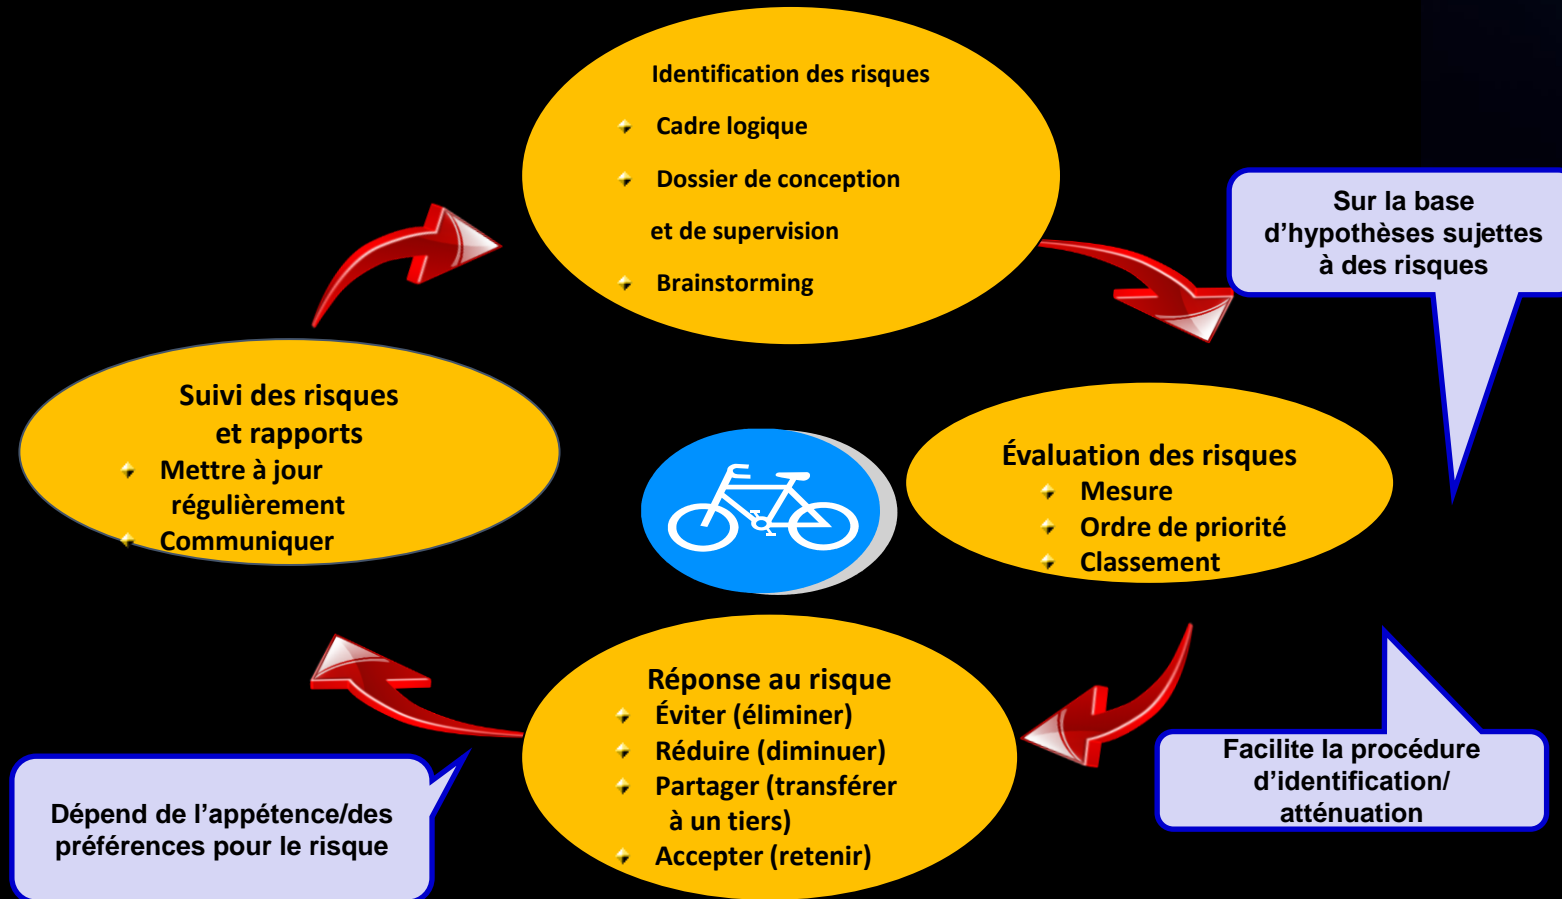 Identification des risques
Cadre logique
Dossier de conception
et de supervision
Brainstorming
Sur la base
d’hypothèses sujettes
à des risques
Suivi des risques
et rapports
Mettre à jour
régulièrement
Communiquer
Évaluation des risques
Mesure
Ordre de priorité
Classement
Réponse au risque
Éviter (éliminer)
Réduire (diminuer)
Partager (transférer
à un tiers)
Accepter (retenir)
Facilite la procédure
d’identification/
atténuation
Dépend de l’appétence/des
préférences pour le risque